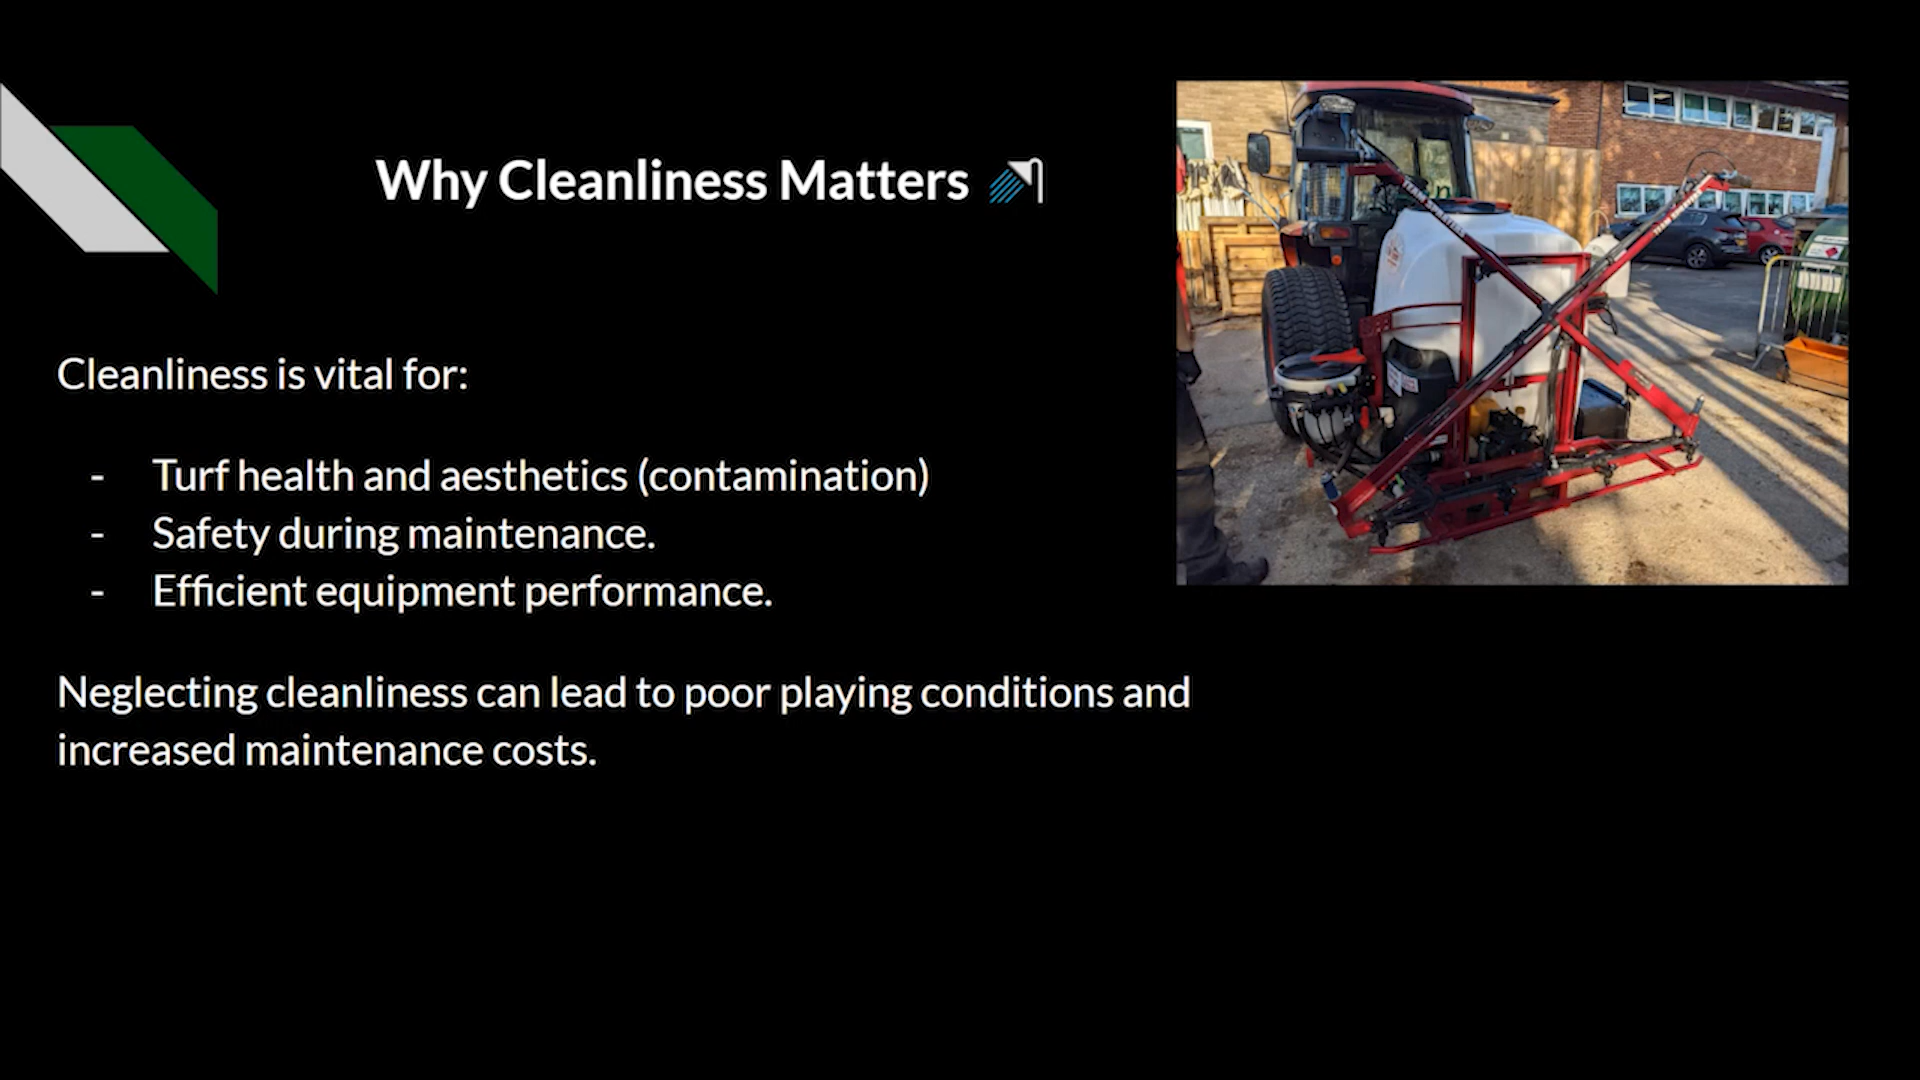 Why Cleanliness Matters
Cleanliness is vital for:
- Turf health and aesthetics (contamination)
- Safety during maintenance.
- Efficient equipment performance.
Neglecting cleanliness can lead to poor playing conditions and
increased maintenance costs.